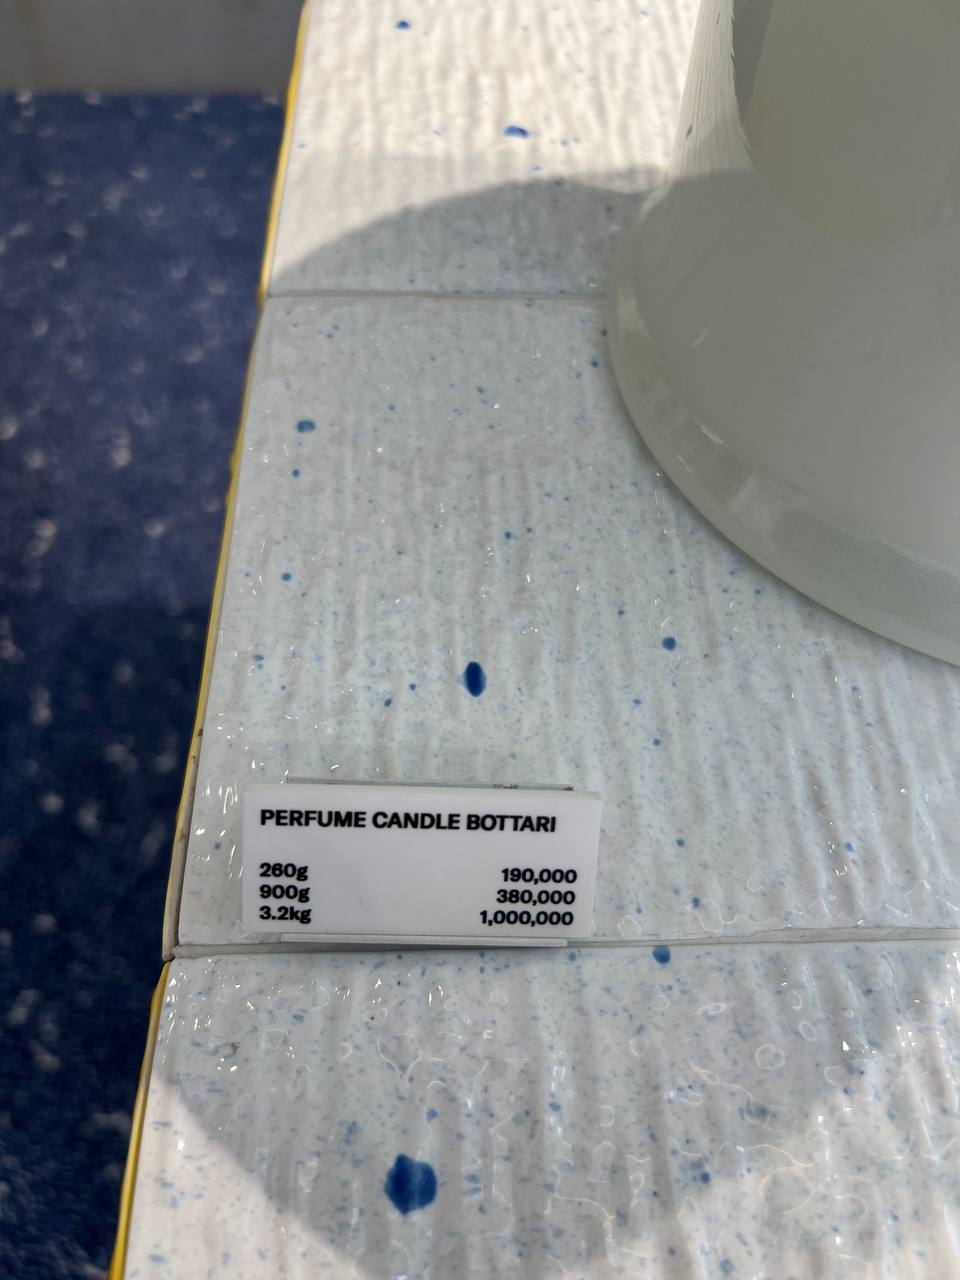 PERFUME CANDLE BOTTARI
260g 190,000
900g 380,000
3.2kg 1,000,000